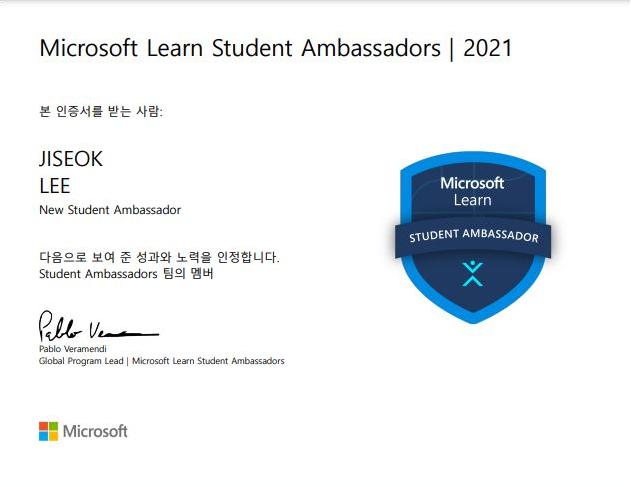 Microsoft Learn Student Ambassadors | 2021
본 인증서를 받는 사람:
JISEOK
LEE
New Student Ambassador
다음으로 보여 준 성과와 노력을 인정합니다.
Student Ambassadors 팀의 멤버
Pablo Veramendi
Global Program Lead | Microsoft Learn Student Ambassadors
Microsoft
Microsoft
Learn
STUDENT AMBASSADOR